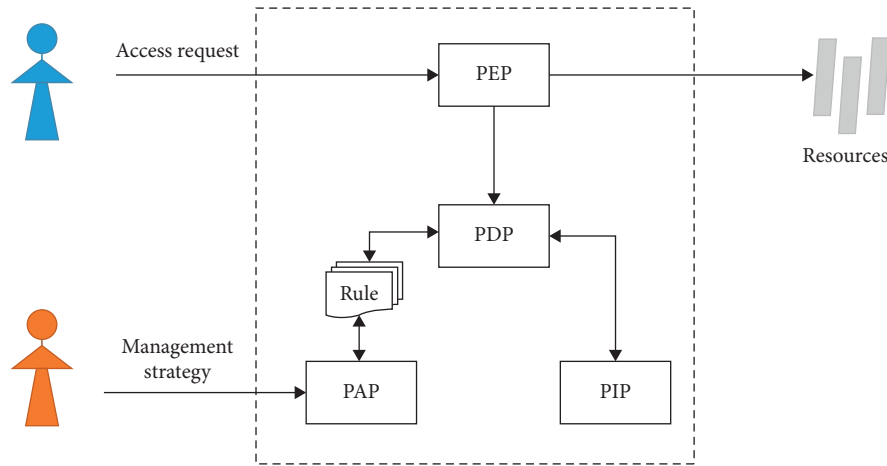 Access request
PEP
Resources
PDP
Rule
Management
strategy
PAP
PIP